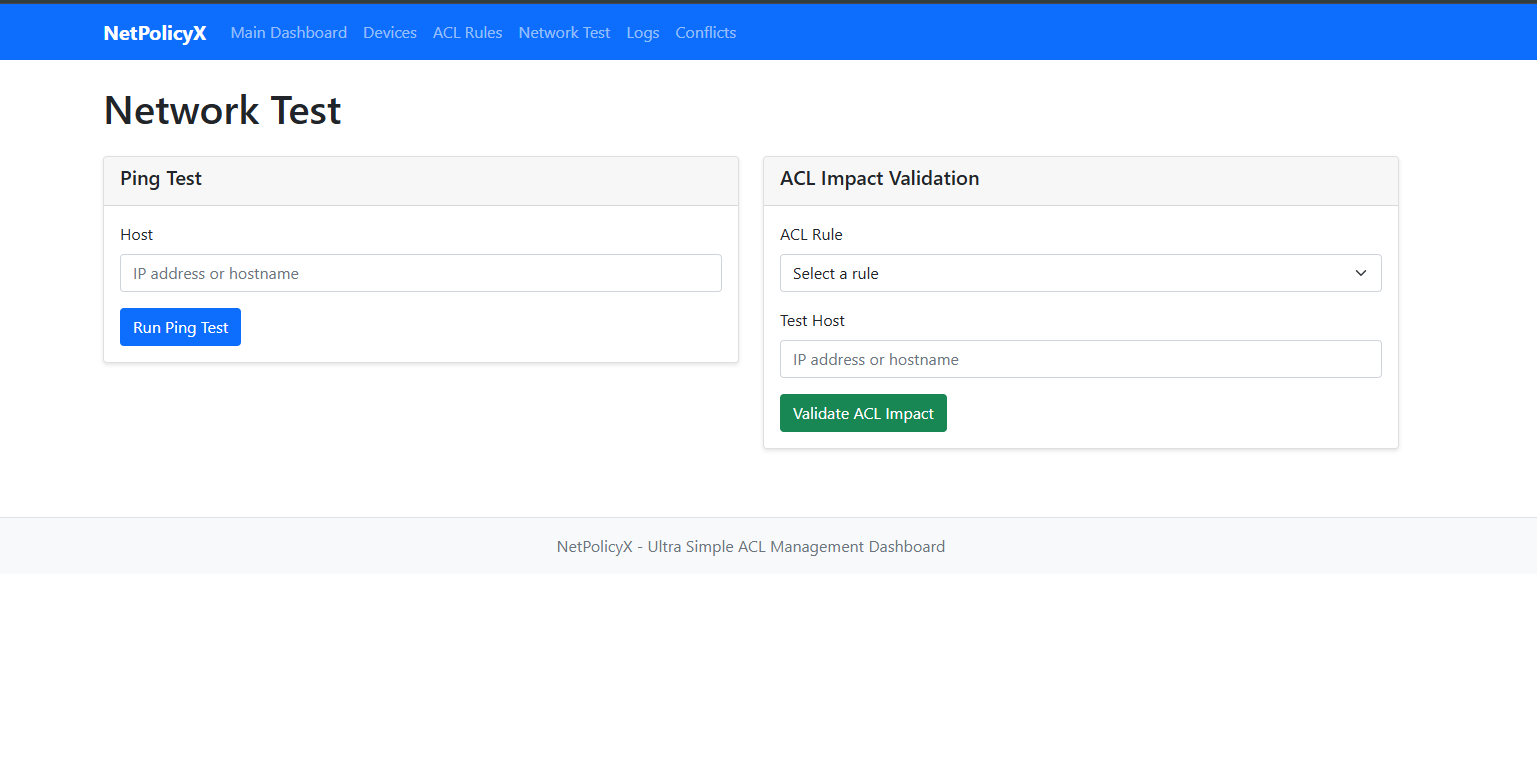 NetPolicyX Main Dashboard Devices ACL Rules Network Test Logs Conflicts
Network Test
Ping Test
Host
IP address or hostname
Run Ping Test
ACL Impact Validation
ACL Rule
Select a rule
Test Host
IP address or hostname
Validate ACL Impact
NetPolicyX - Ultra Simple ACL Management Dashboard